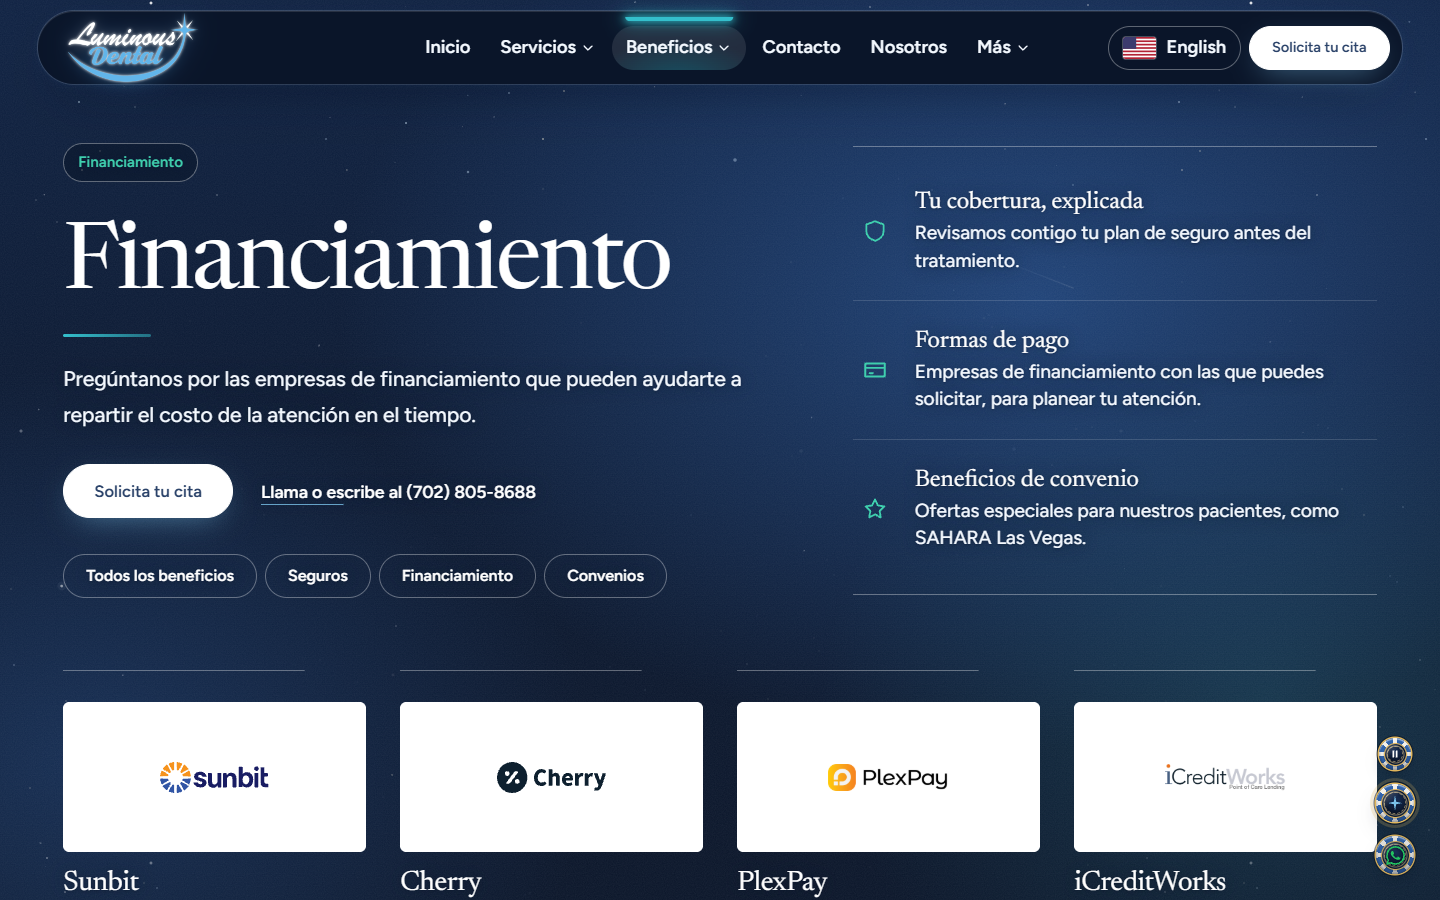 Luminous
Dental
Inicio
Servicios
Beneficios
Contacto
Nosotros
Más
English
Solicita tu cita
Financiamiento
Financiamiento
Pregúntanos por las empresas de financiamiento que pueden ayudarte a
repartir el costo de la atención en el tiempo.
Solicita tu cita
Llama o escribe al (702) 805-8688
Todos los beneficios
Seguros
Financiamiento
Convenios
Tu cobertura, explicada
Revisamos contigo tu plan de seguro antes del
tratamiento.
Formas de pago
Empresas de financiamiento con las que puedes
solicitar, para planear tu atención.
Beneficios de convenio
Ofertas especiales para nuestros pacientes, como
SAHARA Las Vegas.
sunbit
Cherry
PlexPay
iCreditWorks
Point of Care Lending
Sunbit
Cherry
PlexPay
iCreditWorks